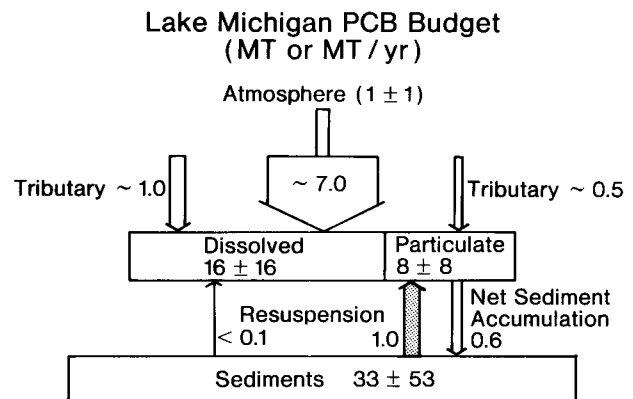 Lake Michigan PCB Budget
(MT or MT/yr)
Atmosphere (1 ± 1)
Tributary ~ 1.0
~ 7.0
Tributary ~ 0.5
Dissolved
16 ± 16
Particulate
8 ± 8
Resuspension
< 0.1
1.0
Net Sediment
Accumulation
0.6
Sediments 33 ± 53